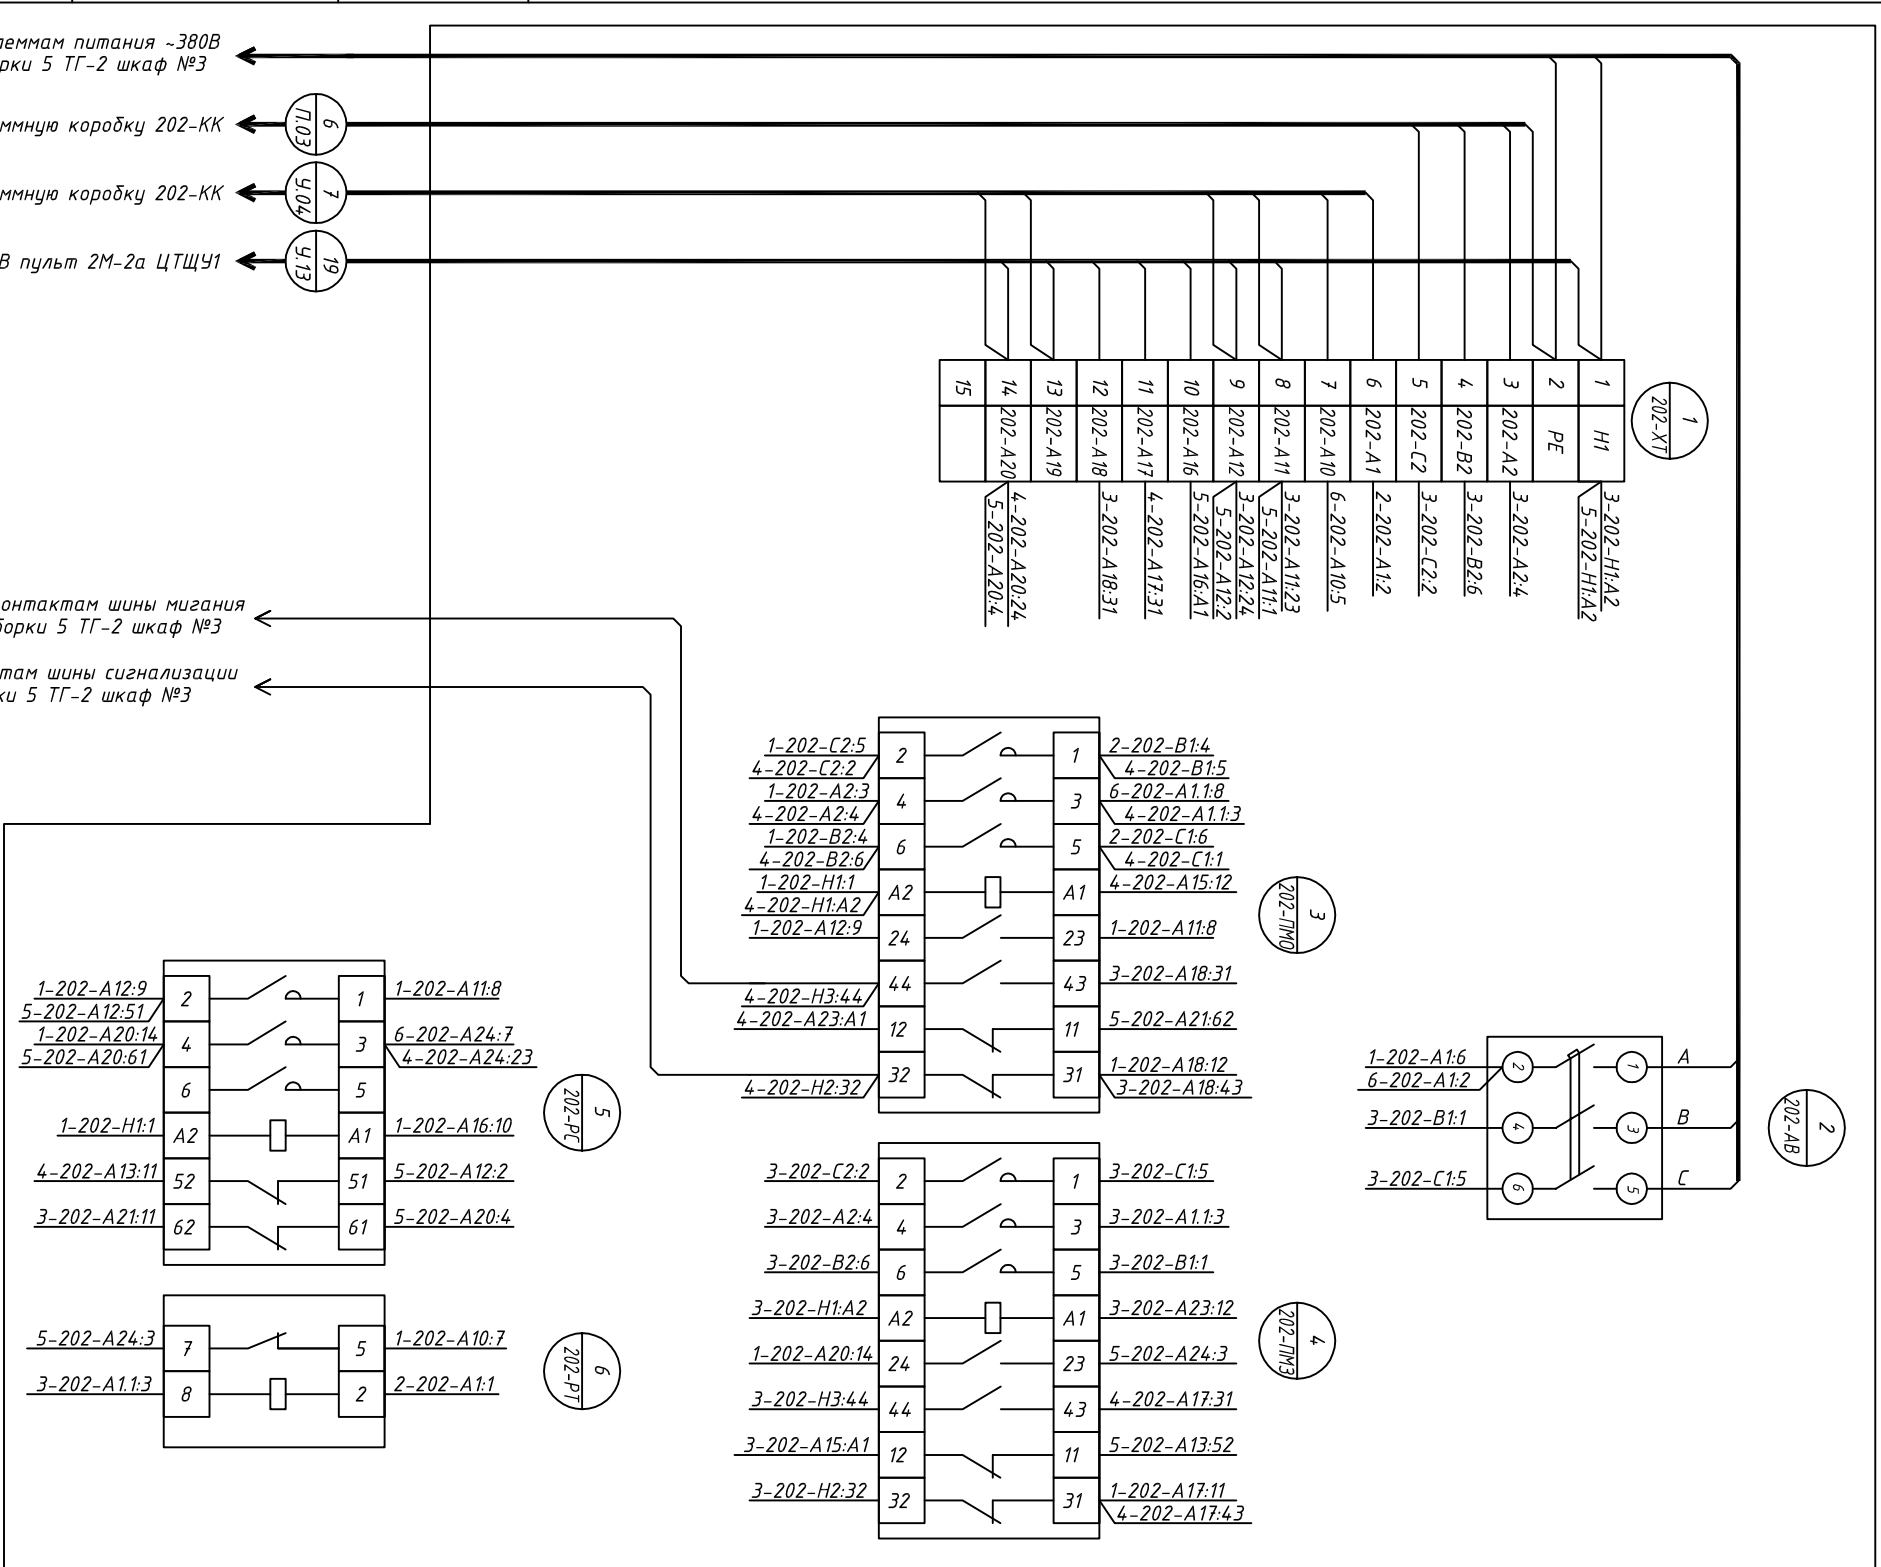 питания ~380В
5 ТГ-2 шкаф №3
коробку 202-КК
коробку 202-КК
В пульт 2М-2а ЦТЩУ1
6
П.03
7
У.04
19
У.13
15
14
13
12
11
10
9
8
7
6
5
4
3
2
1
202-А20
202-А19
202-А18
202-А17
202-А16
202-А12
202-А11
202-А10
202-А1
202-С2
202-В2
202-А2
РЕ
Н1
1
202-ХТ
5-202-А20:4
4-202-А20:24
3-202-А18:31
4-202-А17:31
5-202-А16:А1
5-202-А12:2
3-202-А12:24
5-202-А11:1
3-202-А11:23
6-202-А10:5
2-202-А1:2
3-202-С2:2
3-202-В2:6
3-202-А2:4
5-202-Н1:А2
3-202-Н1:А2
шины мигания
5 ТГ-2 шкаф №3
шины сигнализации
5 ТГ-2 шкаф №3
1-202-С2:5
4-202-С2:2
2
1
2-202-В1:4
4-202-В1:5
1-202-А2:3
4-202-А2:4
4
3
6-202-А1.1:8
4-202-А1.1:3
1-202-В2:4
4-202-В2:6
6
5
2-202-С1:6
4-202-С1:1
1-202-Н1:1
4-202-Н1:А2
А2
А1
4-202-А15:12
1-202-А12:9
24
23
1-202-А11:8
4-202-Н3:44
44
43
3-202-А18:31
4-202-А23:А1
12
11
5-202-А21:62
4-202-Н2:32
32
31
1-202-А18:12
3-202-А18:43
3
202-ПМО
1-202-А12:9
5-202-А12:51
2
1
1-202-А11:8
1-202-А20:14
5-202-А20:61
4
3
6-202-А24:7
4-202-А24:23
6
5
1-202-Н1:1
А2
А1
1-202-А16:10
4-202-А13:11
52
51
5-202-А12:2
3-202-А21:11
62
61
5-202-А20:4
5
202-РС
1-202-А1:6
6-202-А1:2
2
1
А
3-202-В1:1
4
3
В
3-202-С1:5
6
5
С
2
202-АВ
3-202-С2:2
2
1
3-202-С1:5
3-202-А2:4
4
3
3-202-А1.1:3
3-202-В2:6
6
5
3-202-В1:1
3-202-Н1:А2
А2
А1
3-202-А23:12
1-202-А20:14
24
23
5-202-А24:3
3-202-Н3:44
44
43
4-202-А17:31
3-202-А15:А1
12
11
5-202-А13:52
3-202-Н2:32
32
31
1-202-А17:11
4-202-А17:43
4
202-ПМЗ
5-202-А24:3
7
5
1-202-А10:7
3-202-А1.1:3
8
2
2-202-А1:1
6
202-РТ